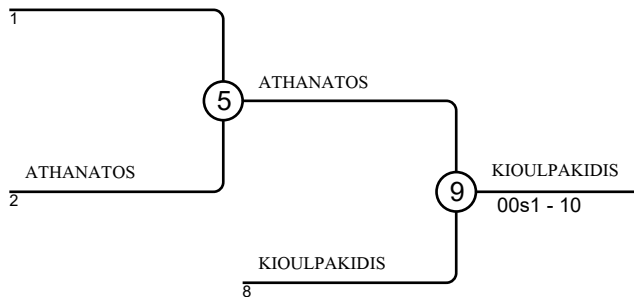 1
5
ATHANATOS
ATHANATOS
2
9
KIOULPAKIDIS
00s1 - 10
KIOULPAKIDIS
8